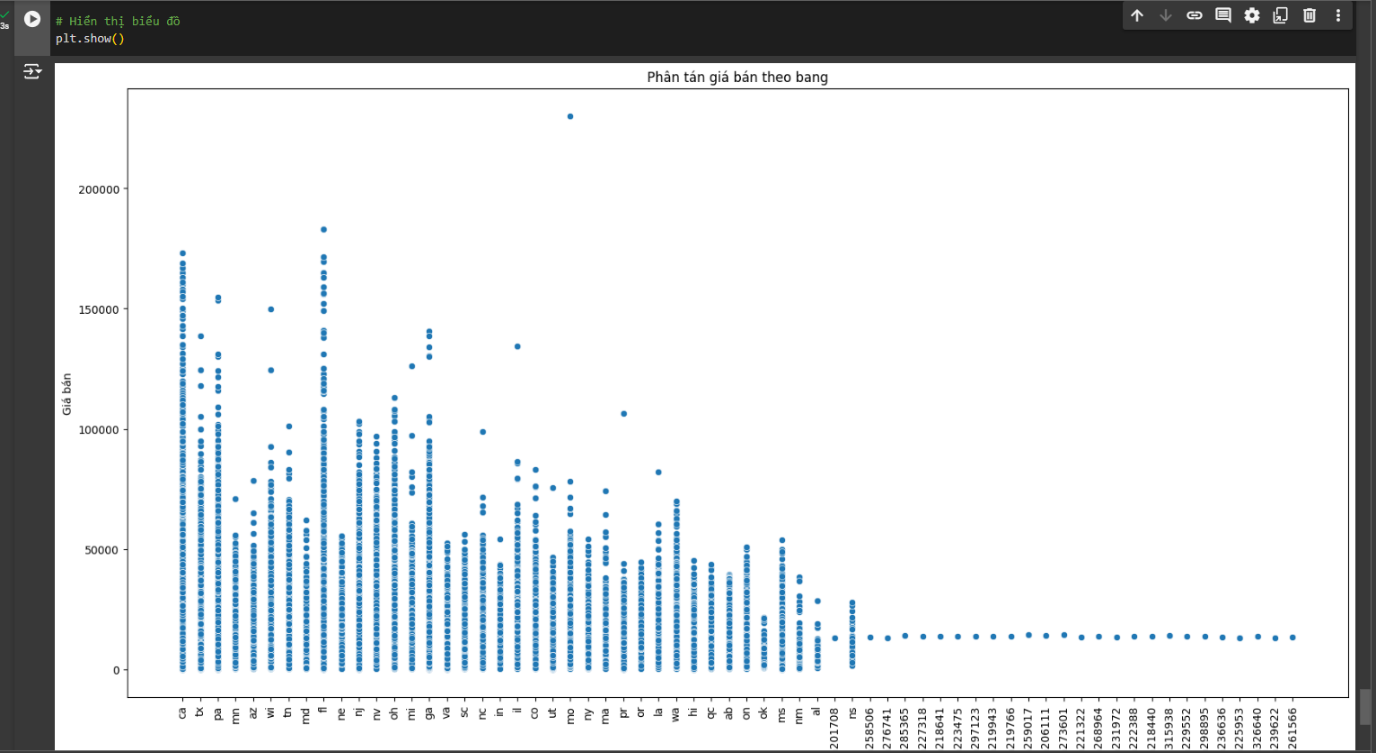 3s
# Hiển thị biểu đồ
plt.show()
Phân tán giá bán theo bang
Giá bán
200000
150000
100000
50000
0
ca
tx
pa
mn
az
wi
tn
md
fl
ne
nj
nv
oh
mi
ga
va
sc
nc
in
il
co
ut
mo
ny
ma
pr
or
la
wa
hi
qc
ab
on
ok
ms
nm
al
201708
ns
258506
276741
285365
227318
218641
223475
297123
219943
219766
259017
206111
273601
221322
268964
231972
222388
218440
315938
229552
298895
236636
225953
326640
239622
261566